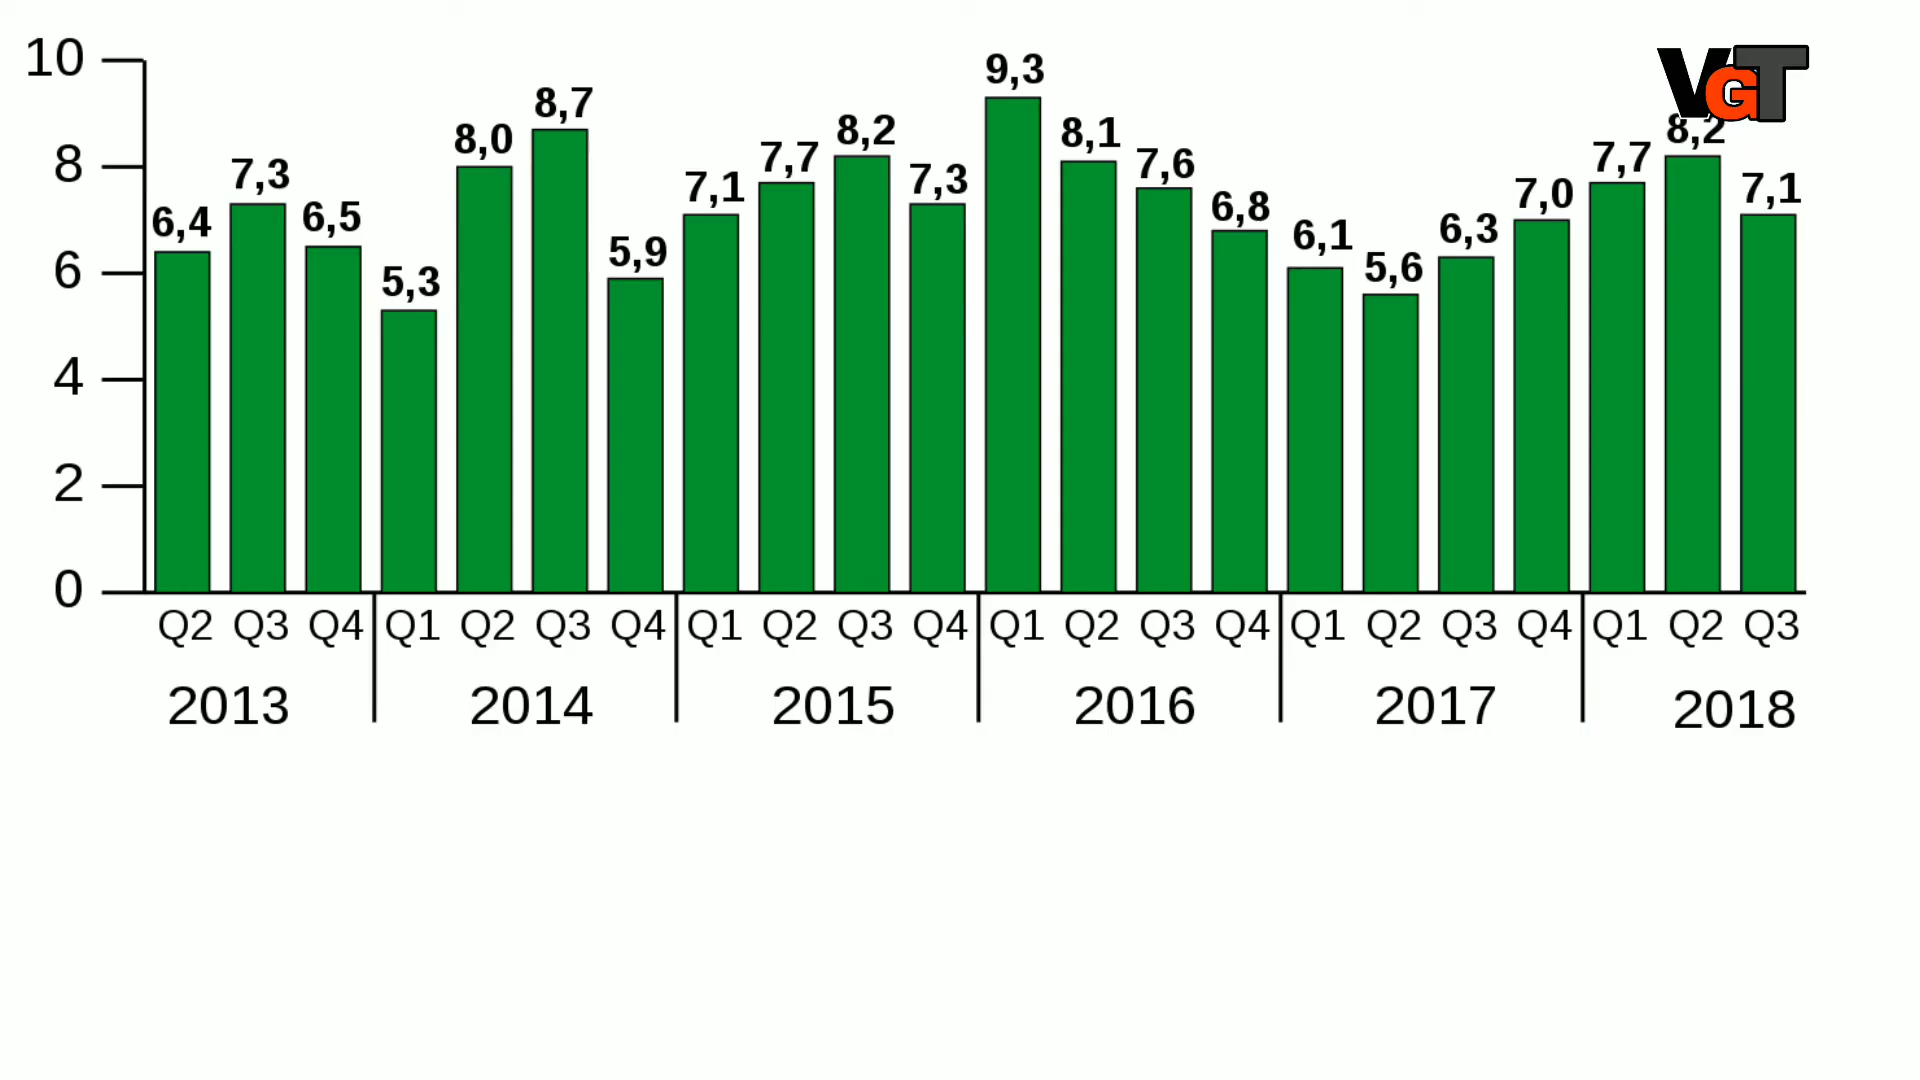 VGT
10
8
6
4
2
0
6,4 7,3 6,5 5,3 8,0 8,7 5,9 7,1 7,7 8,2 7,3 9,3 8,1 7,6 6,8 6,1 5,6 6,3 7,0 7,7 8,2 7,1
Q2 Q3 Q4 Q1 Q2 Q3 Q4 Q1 Q2 Q3 Q4 Q1 Q2 Q3 Q4 Q1 Q2 Q3 Q4 Q1 Q2 Q3
2013 2014 2015 2016 2017 2018